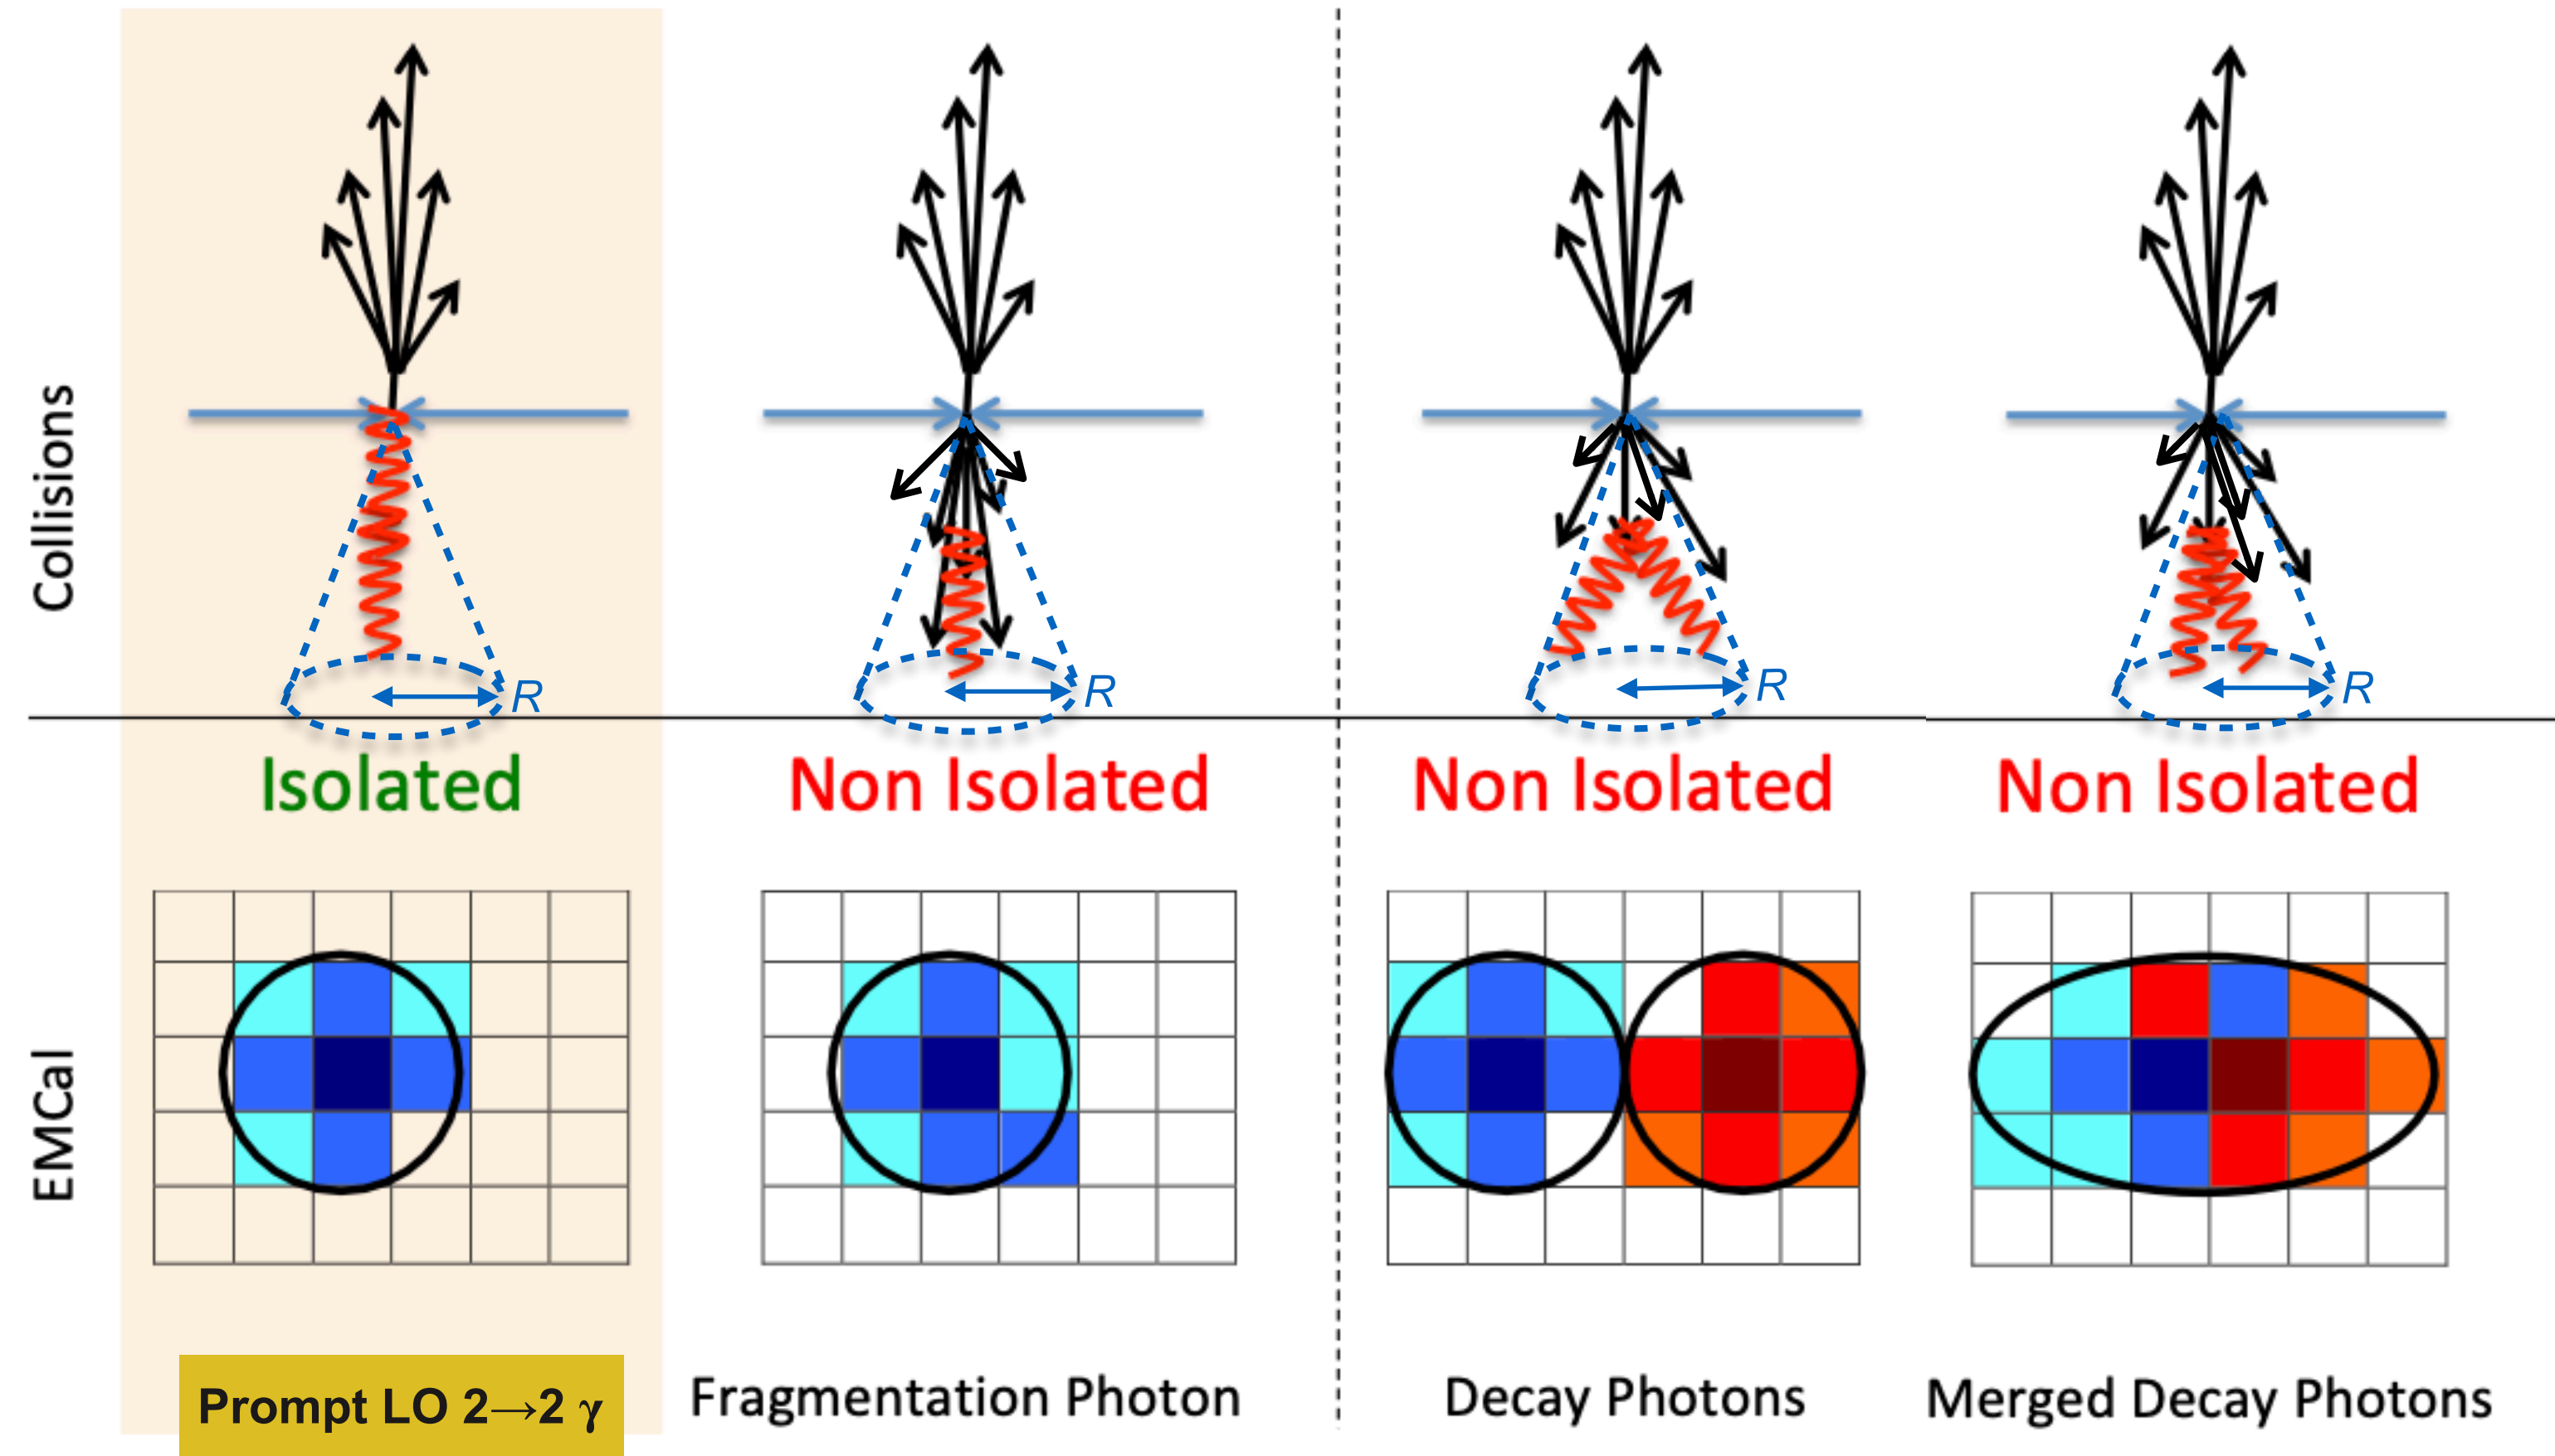 Collisions
R
R
R
R
Isolated
Non Isolated
Non Isolated
Non Isolated
EMCal
Prompt LO 2→2 γ
Fragmentation Photon
Decay Photons
Merged Decay Photons